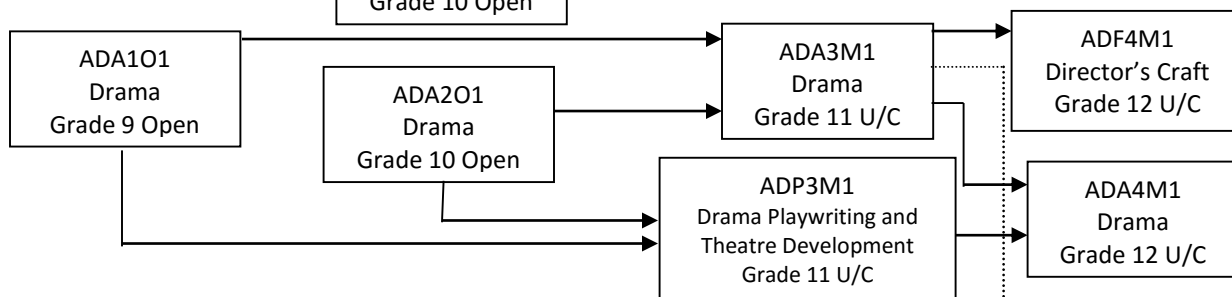 Grade 10 Open
ADA1O1
Drama
Grade 9 Open
ADA2O1
Drama
Grade 10 Open
ADA3M1
Drama
Grade 11 U/C
ADF4M1
Director’s Craft
Grade 12 U/C
ADP3M1
Drama Playwriting and
Theatre Development
Grade 11 U/C
ADA4M1
Drama
Grade 12 U/C